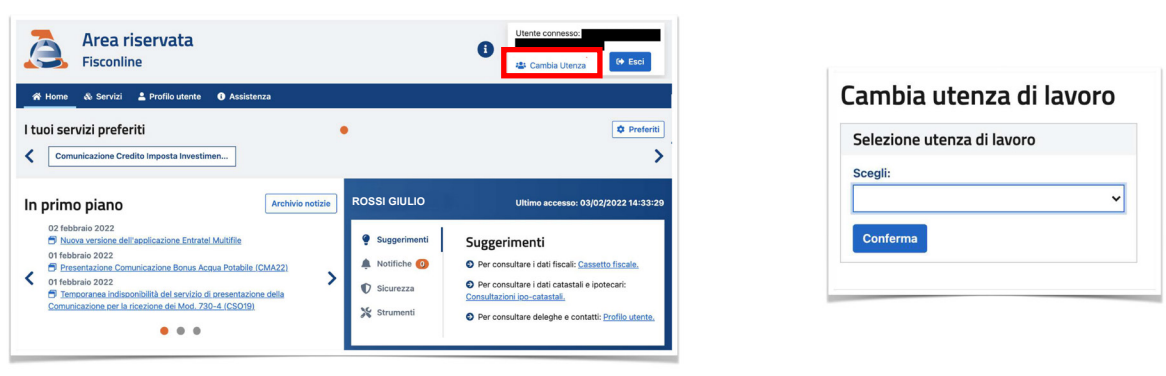 Area riservata
Fisconline
Utente connesso:
Cambia Utenza
Esci
Home Servizi Profilo utente Assistenza
I tuoi servizi preferiti
Preferiti
Comunicazione Credito Imposta Investimen...
In primo piano
Archivio notizie
02 febbraio 2022
Nuova versione dell'applicazione Entratel Multifile
01 febbraio 2022
Presentazione Comunicazione Bonus Acqua Potabile (CMA22)
01 febbraio 2022
Temporanea indisponibilità del servizio di presentazione della
Comunicazione per la ricezione dei Mod. 730-4 (CSO19)
ROSSI GIULIO
Ultimo accesso: 03/02/2022 14:33:29
Suggerimenti
Notifiche 0
Sicurezza
Strumenti
Suggerimenti
Per consultare i dati fiscali: Cassetto fiscale.
Per consultare i dati catastali e ipotecari:
Consultazioni ipo-catastali.
Per consultare deleghe e contatti: Profilo utente.
Cambia utenza di lavoro
Selezione utenza di lavoro
Scegli:
Conferma